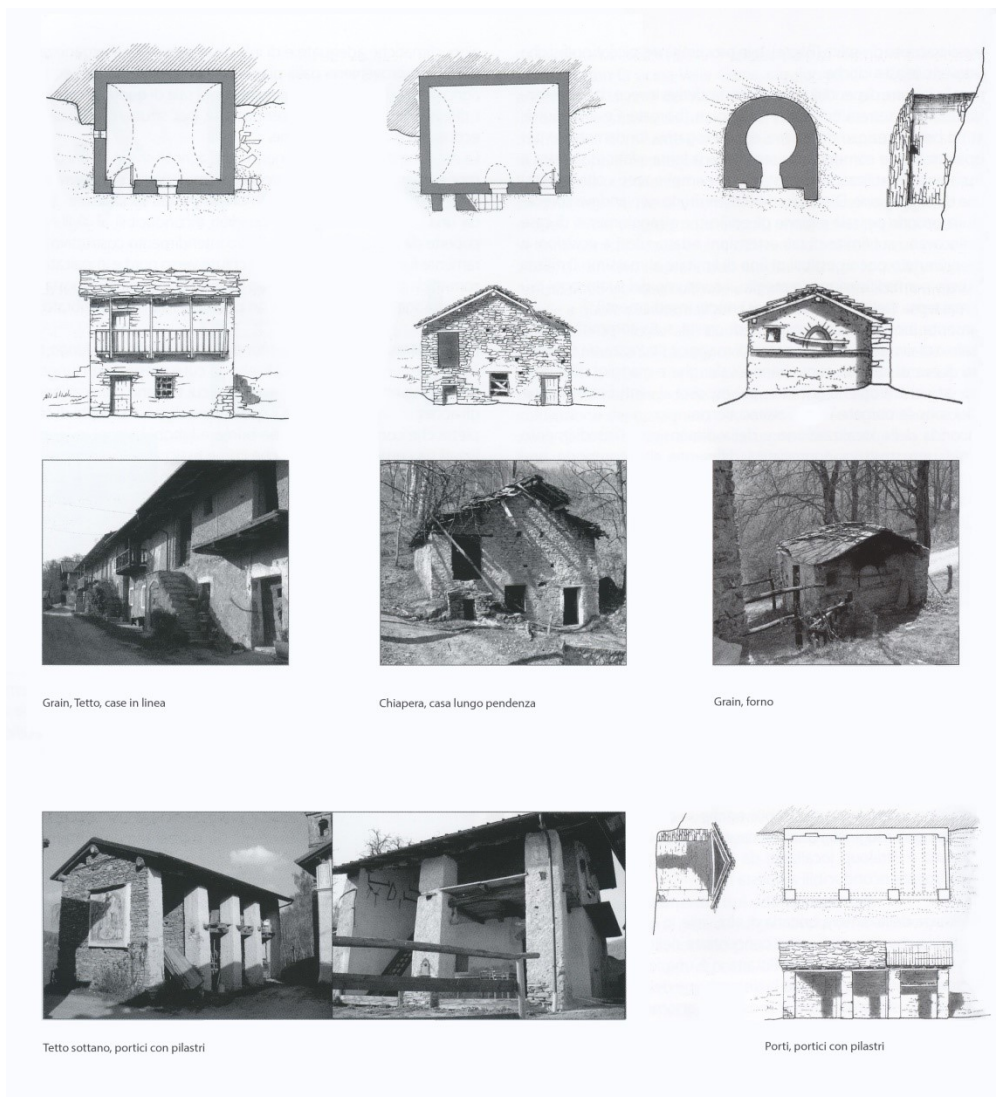 Grain, Tetto, case in linea
Chiapera, casa lungo pendenza
Grain, forno
Tetto sottano, portici con pilastri
Porti, portici con pilastri